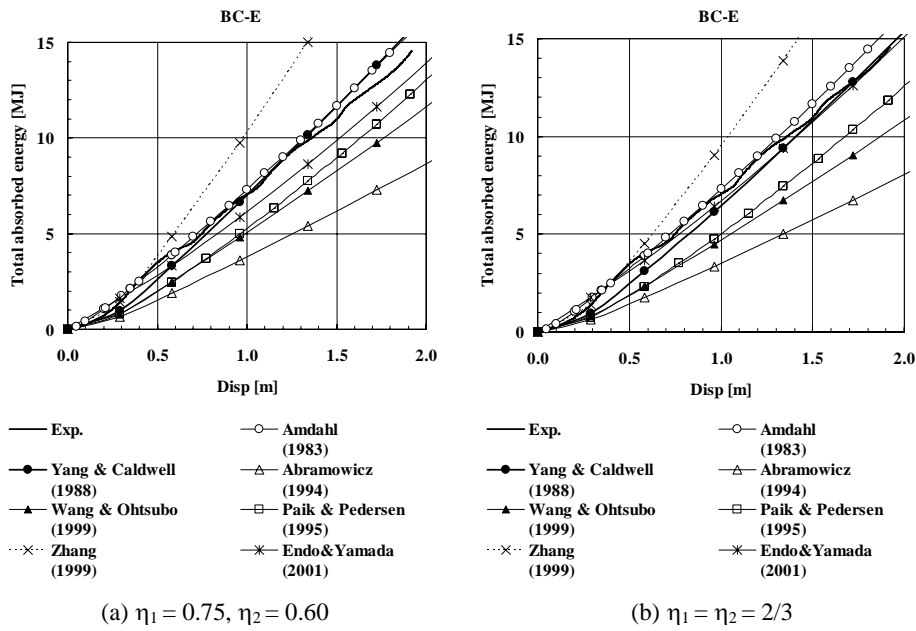 BC-E
Total absorbed energy [MJ]
15
10
5
0
0.0 0.5 1.0 1.5 2.0
Disp [m]
Exp.
Amdahl
(1983)
Yang & Caldwell
(1988)
Abramowicz
(1994)
Wang & Ohtsubo
(1999)
Paik & Pedersen
(1995)
Zhang
(1999)
Endo&Yamada
(2001)
(a) η₁ = 0.75, η₂ = 0.60
BC-E
Total absorbed energy [MJ]
15
10
5
0
0.0 0.5 1.0 1.5 2.0
Disp [m]
Exp.
Amdahl
(1983)
Yang & Caldwell
(1988)
Abramowicz
(1994)
Wang & Ohtsubo
(1999)
Paik & Pedersen
(1995)
Zhang
(1999)
Endo&Yamada
(2001)
(b) η₁ = η₂ = 2/3